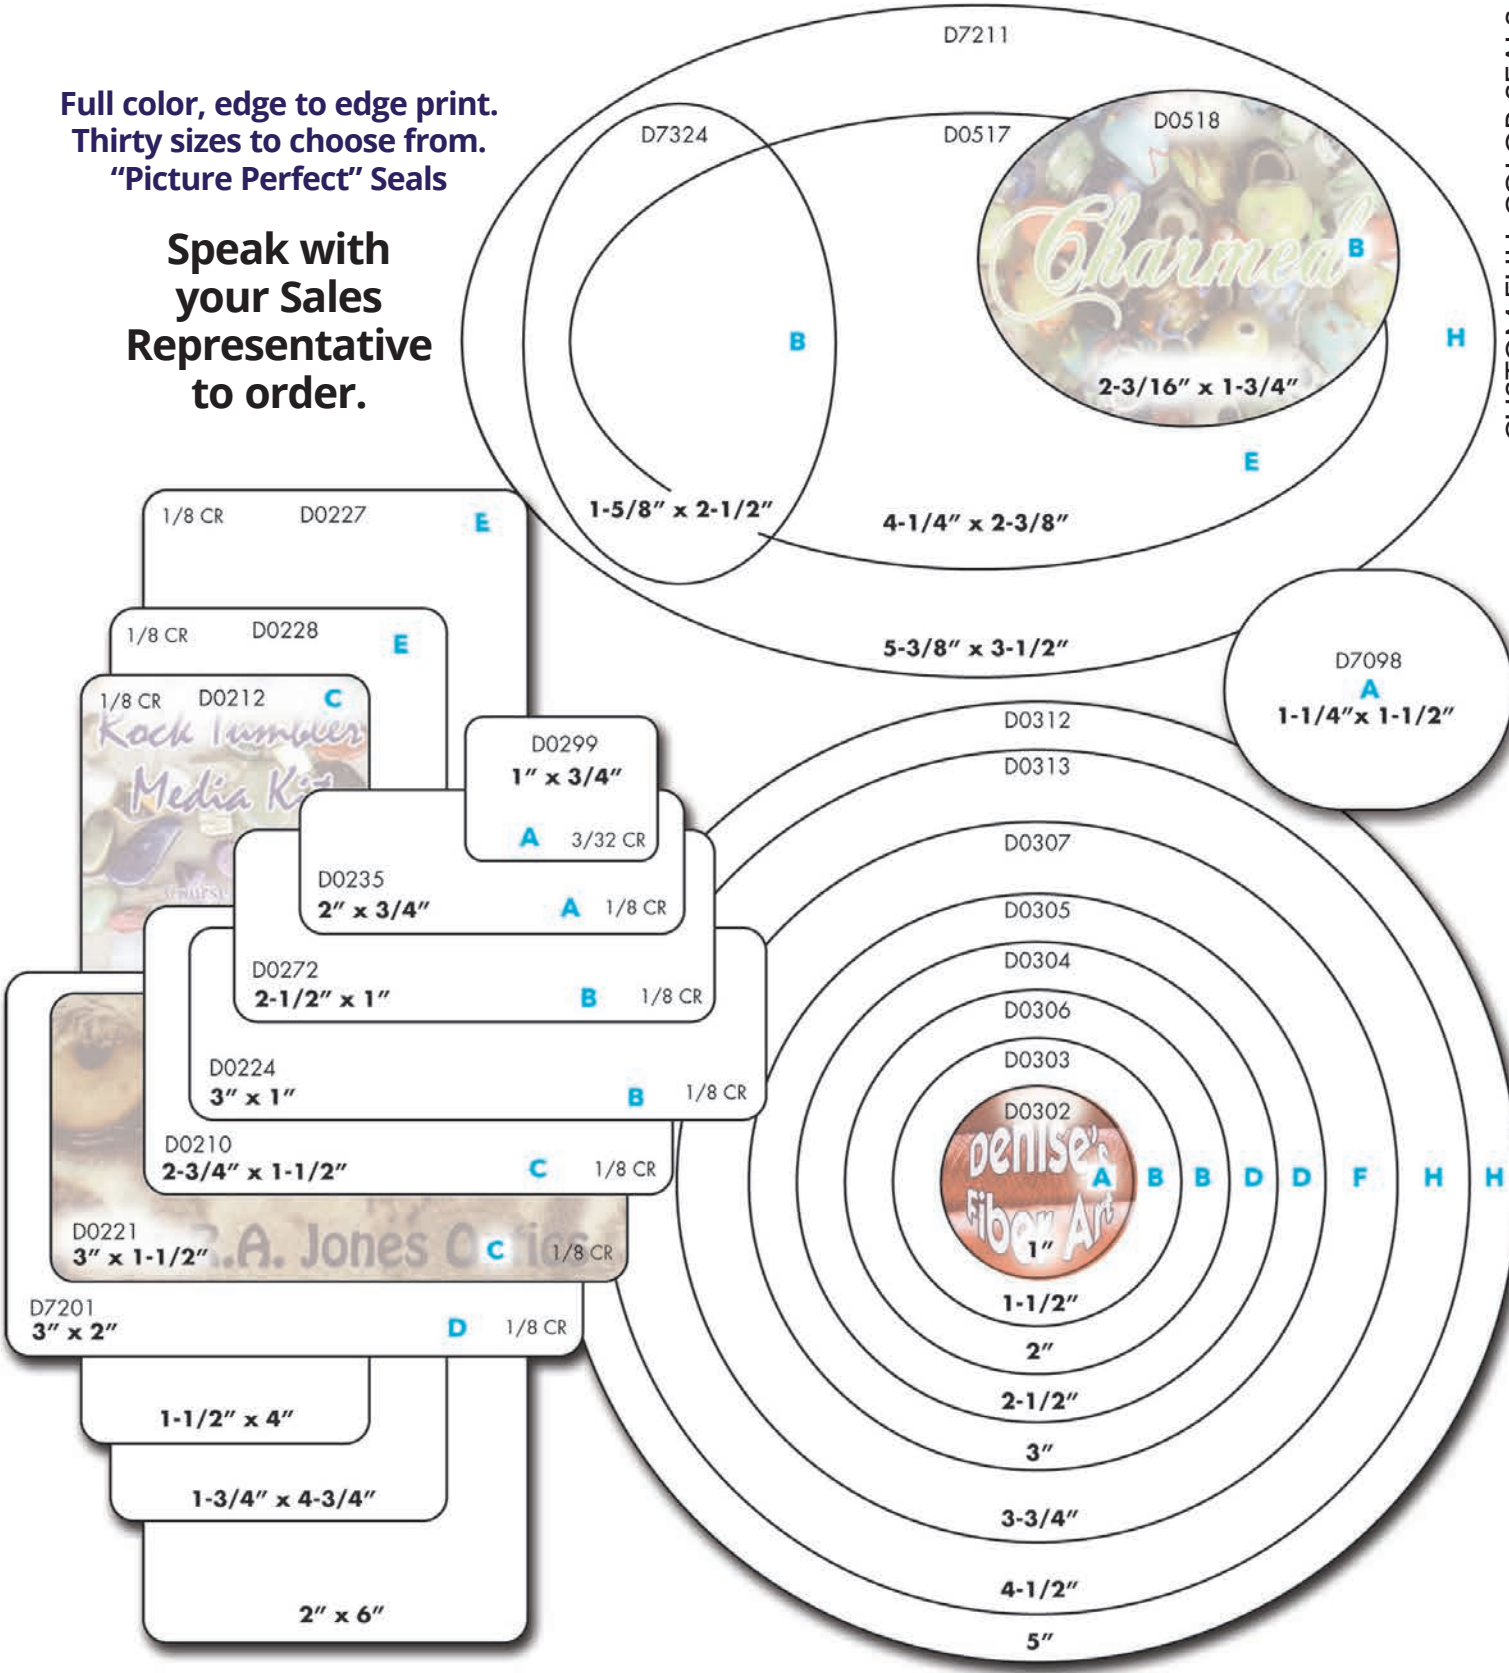 Full color, edge to edge print.
Thirty sizes to choose from.
“Picture Perfect” Seals
Speak with
your Sales
Representative
to order.
D7211
D7324
D0517
D0518
Charmed
B
2-3/16” x 1-3/4”
B
H
E
1-5/8” x 2-1/2”
4-1/4” x 2-3/8”
5-3/8” x 3-1/2”
D7098
A
1-1/4”x 1-1/2”
1/8 CR D0227 E
1/8 CR D0228 E
1/8 CR D0212 C
Rock Tumbler
Media Kit
D0299
1” x 3/4”
A 3/32 CR
D0235
2” x 3/4” A 1/8 CR
D0272
2-1/2” x 1” B 1/8 CR
D0224
3” x 1” B 1/8 CR
D0210
2-3/4” x 1-1/2” C 1/8 CR
D0221
3” x 1-1/2” .A. Jones C 1/8 CR
D7201
3” x 2” D 1/8 CR
1-1/2” x 4”
1-3/4” x 4-3/4”
2” x 6”
D0312
D0313
D0307
D0305
D0304
D0306
D0303
D0302
Denise's
Fiber Art
A B B D D F H H
1”
1-1/2”
2”
2-1/2”
3”
3-3/4”
4-1/2”
5”